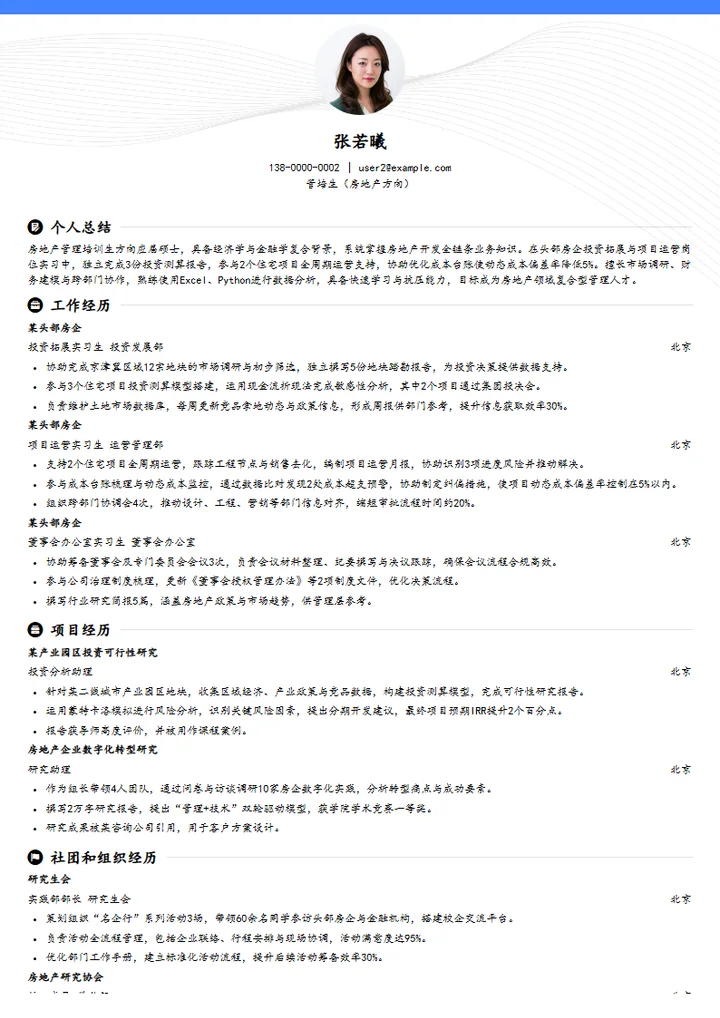 张若曦
138-0000-0002 | user2@example.com
管培生（房地产方向）
个人总结
房地产管理培训生方向应届硕士，具备经济学与金融学复合背景，系统掌握房地产开发全链条业务知识。在头部房企投资拓展与项目运营岗
位实习中，独立完成3份投资测算报告，参与2个住宅项目全周期运营支持，协助优化成本台账使动态成本偏差率降低5%。擅长市场调研、财
务建模与跨部门协作，熟练使用Excel、Python进行数据分析，具备快速学习与抗压能力，目标成为房地产领域复合型管理人才。
工作经历
某头部房企
投资拓展实习生 投资发展部 北京
• 协助完成京津冀区域12宗地块的市场调研与初步筛选，独立撰写5份地块踏勘报告，为投资决策提供数据支持。
• 参与3个住宅项目投资测算模型搭建，运用现金流折现法完成敏感性分析，其中2个项目通过集团投决会。
• 负责维护土地市场数据库，每周更新竞品拿地动态与政策信息，形成周报供部门参考，提升信息获取效率30%。
某头部房企
项目运营实习生 运营管理部 北京
• 支持2个住宅项目全周期运营，跟踪工程节点与销售去化，编制项目运营月报，协助识别3项进度风险并推动解决。
• 参与成本台账梳理与动态成本监控，通过数据比对发现2处成本超支预警，协助制定纠偏措施，使项目动态成本偏差率控制在5%以内。
• 组织跨部门协调会4次，推动设计、工程、营销等部门信息对齐，缩短审批流程时间约20%。
某头部房企
董事会办公室实习生 董事会办公室 北京
• 协助筹备董事会及专门委员会会议3次，负责会议材料整理、纪要撰写与决议跟踪，确保会议流程合规高效。
• 参与公司治理制度梳理，更新《董事会授权管理办法》等2项制度文件，优化决策流程。
• 撰写行业研究简报5篇，涵盖房地产政策与市场趋势，供管理层参考。
项目经历
某产业园区投资可行性研究
投资分析助理 北京
• 针对某二线城市产业园区地块，收集区域经济、产业政策与竞品数据，构建投资测算模型，完成可行性研究报告。
• 运用蒙特卡洛模拟进行风险分析，识别关键风险因素，提出分期开发建议，最终项目预期IRR提升2个百分点。
• 报告获导师高度评价，并被用作课程案例。
房地产企业数字化转型研究
研究助理 北京
• 作为组长带领4人团队，通过问卷与访谈调研10家房企数字化实践，分析转型痛点与成功要素。
• 撰写2万字研究报告，提出“管理+技术”双轮驱动模型，获学院学术竞赛一等奖。
• 研究成果被某咨询公司引用，用于客户方案设计。
社团和组织经历
研究生会
实践部部长 研究生会 北京
• 策划组织“名企行”系列活动3场，带领60余名同学参访头部房企与金融机构，搭建校企交流平台。
• 负责活动全流程管理，包括企业联络、行程安排与现场协调，活动满意度达95%。
• 优化部门工作手册，建立标准化活动流程，提升后续活动筹备效率30%。
房地产研究协会